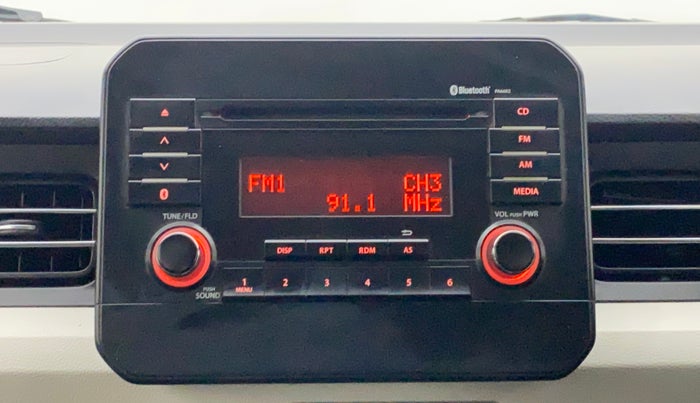 Bluetooth
CD
FM
AM
MEDIA
FM1 CH3
91.1 MHz
TUNE/FLD
VOL PUSH PWR
DISP RPT RDM AS
PUSH
SOUND
1 2 3 4 5 6
MENU